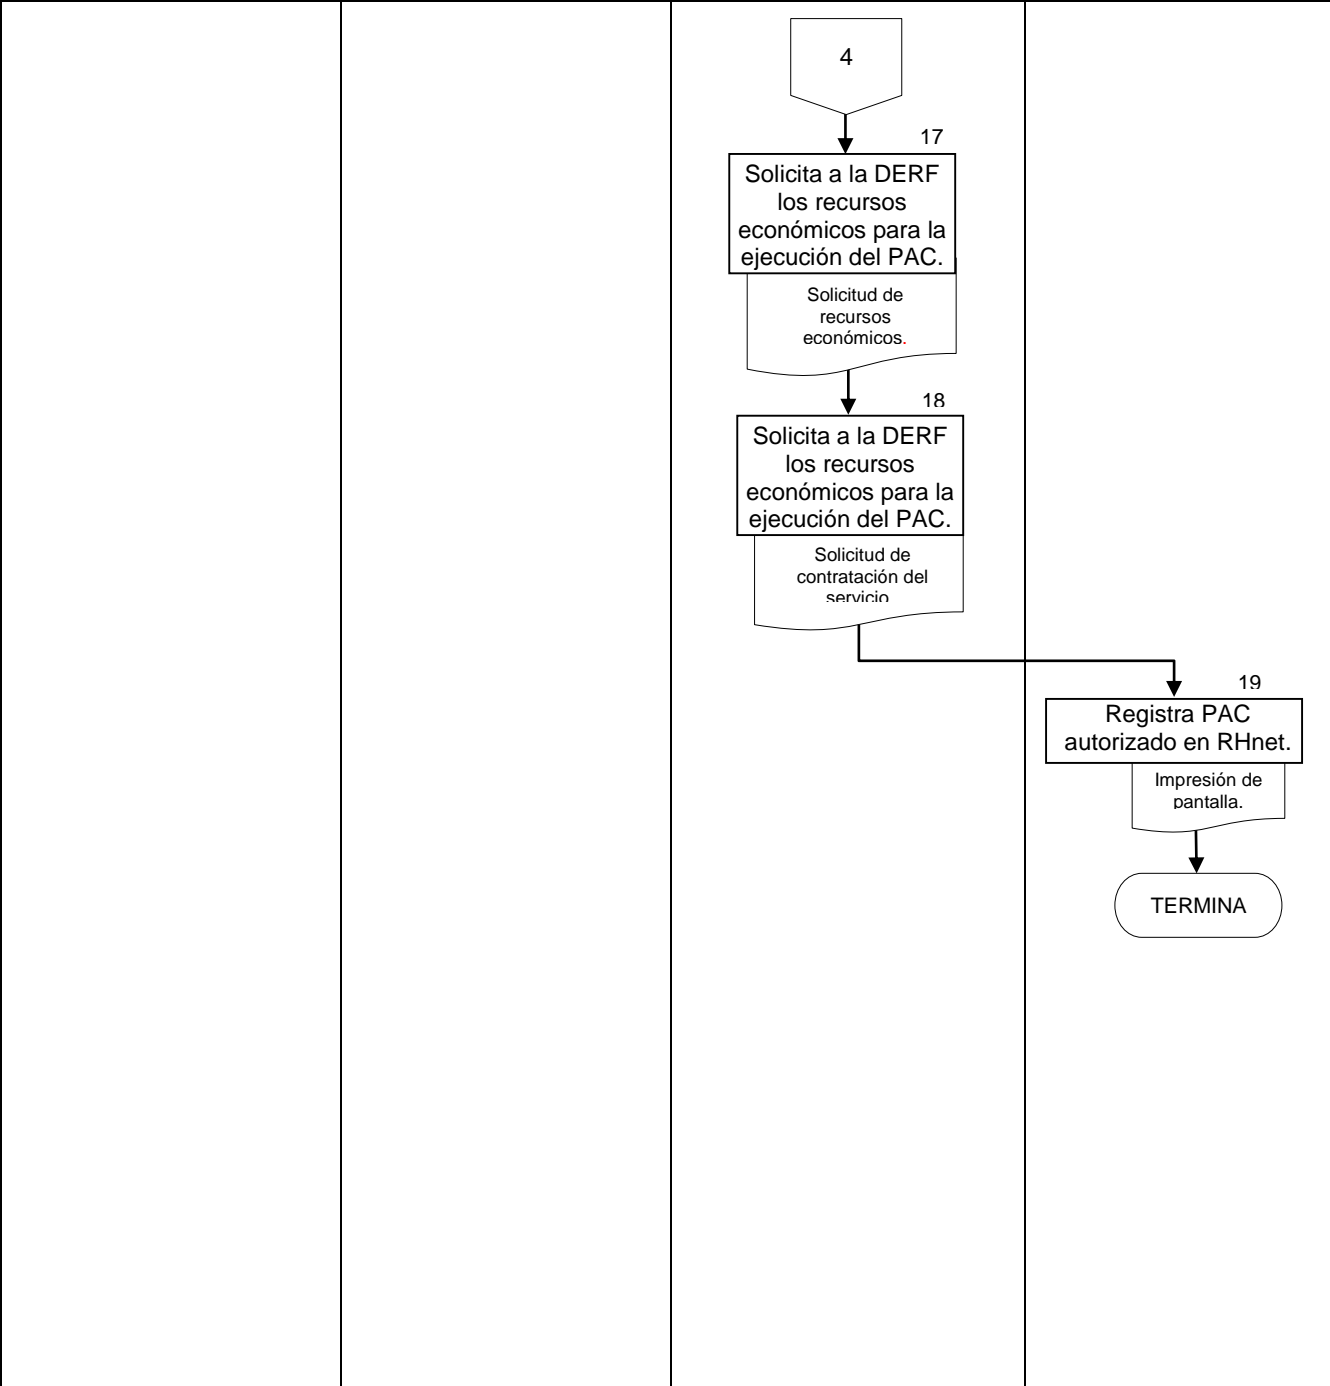 4
17
Solicita a la DERF
los recursos
económicos para la
ejecución del PAC.
Solicitud de
recursos
económicos.
18
Solicita a la DERF
los recursos
económicos para la
ejecución del PAC.
Solicitud de
contratación del
servicio
19
Registra PAC
autorizado en RHnet.
Impresión de
pantalla.
TERMINA